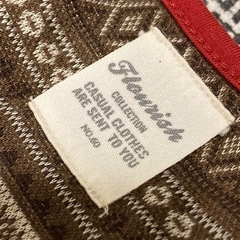 Flourish
COLLECTION
CASUAL CLOTHES
ARE SENT TO YOU
NO.60